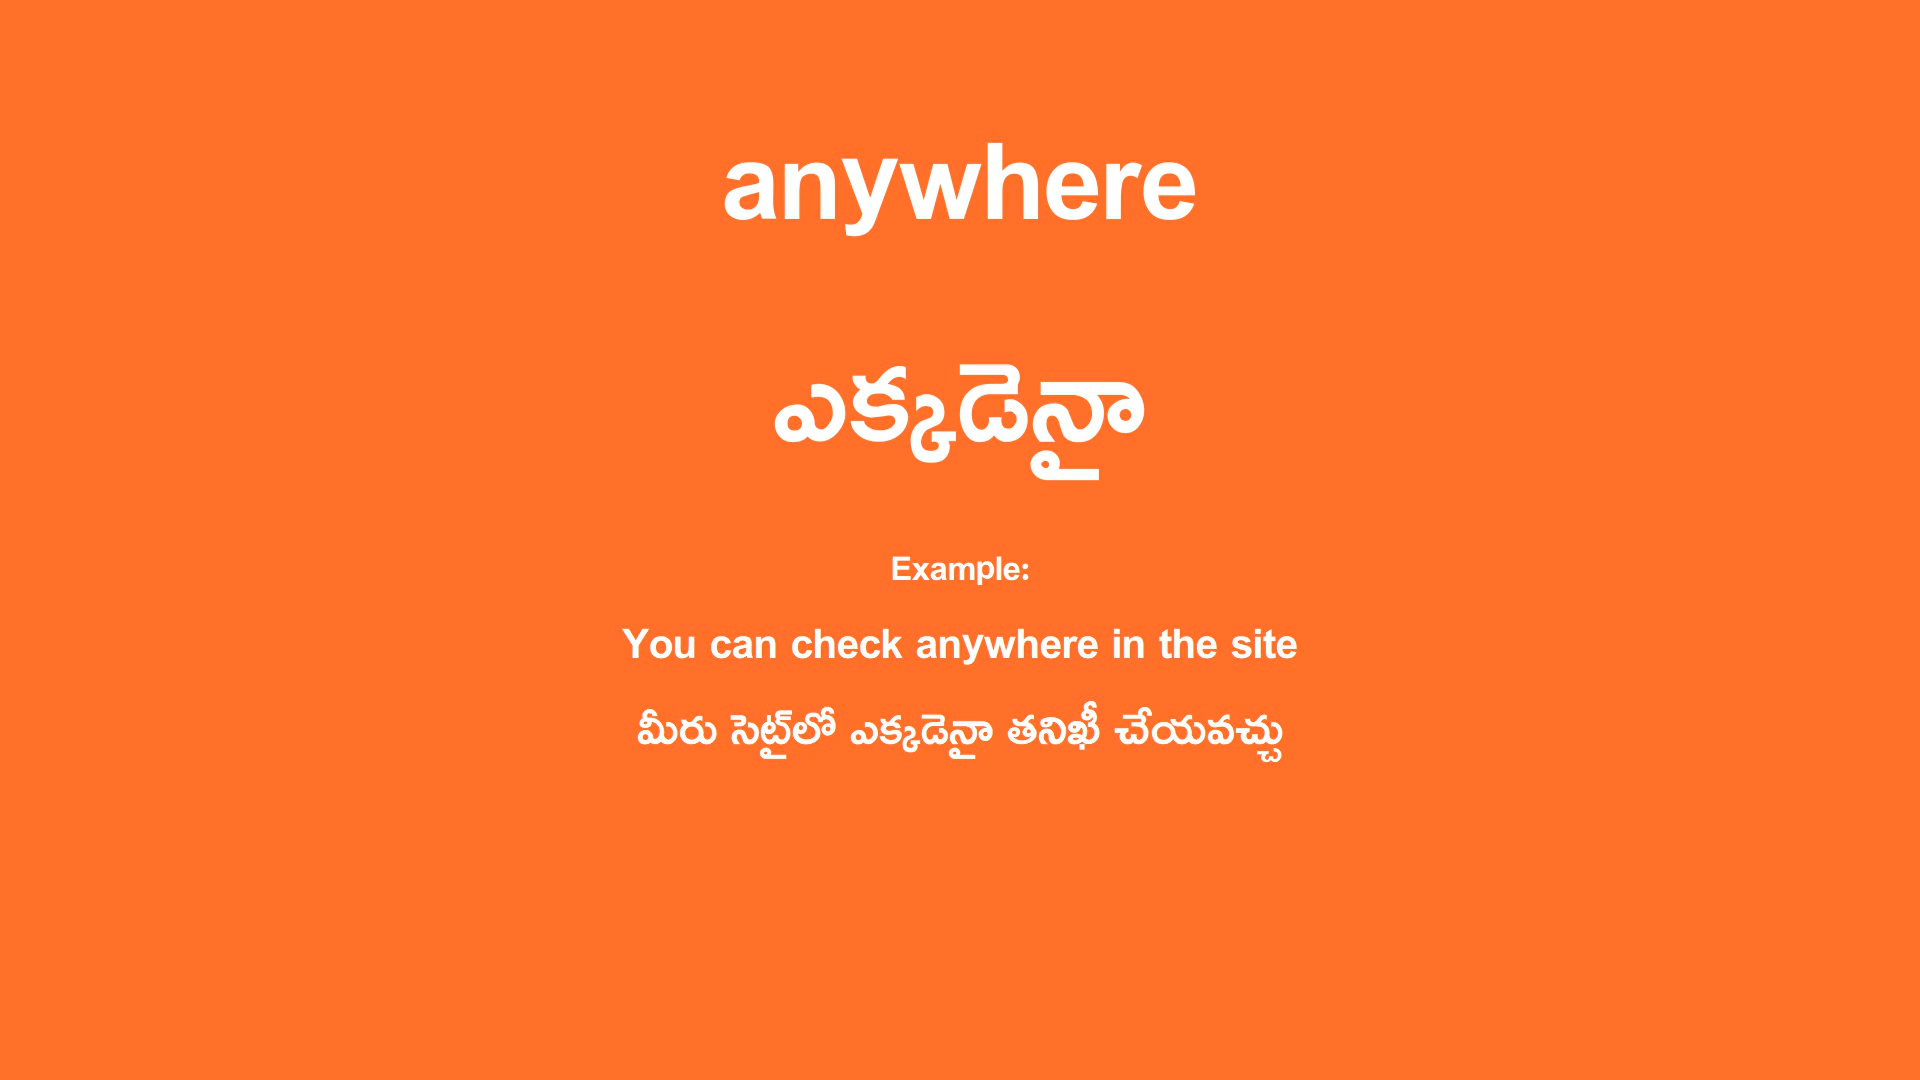 anywhere
ఎక్కడైనా
Example:
You can check anywhere in the site
మీరు సైట్‌లో ఎక్కడైనా తనిఖీ చేయవచ్చు